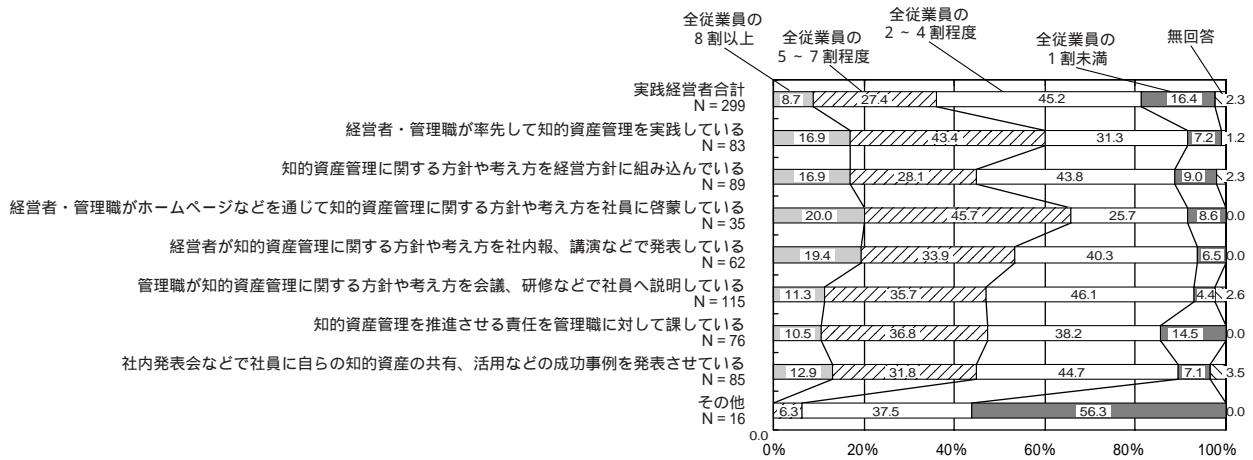 全従業員の
8割以上
全従業員の
5～7割程度
全従業員の
2～4割程度
全従業員の
1割未満
無回答
実践経営者合計
N＝299
8.7
27.4
45.2
16.4
2.3
経営者・管理職が率先して知的資産管理を実践している
N＝83
16.9
43.4
31.3
7.2
1.2
知的資産管理に関する方針や考え方を経営方針に組み込んでいる
N＝89
16.9
28.1
43.8
9.0
2.3
経営者・管理職がホームページなどを通じて知的資産管理に関する方針や考え方を社員に啓蒙している
N＝35
20.0
45.7
25.7
8.6
0.0
経営者が知的資産管理に関する方針や考え方を社内報、講演などで発表している
N＝62
19.4
33.9
40.3
6.5
0.0
管理職が知的資産管理に関する方針や考え方を会議、研修などで社員へ説明している
N＝115
11.3
35.7
46.1
4.4
2.6
知的資産管理を推進させる責任を管理職に対して課している
N＝76
10.5
36.8
38.2
14.5
0.0
社内発表会などで社員に自らの知的資産の共有、活用などの成功事例を発表させている
N＝85
12.9
31.8
44.7
7.1
3.5
その他
N＝16
0.0
6.3
37.5
56.3
0.0
0%
20%
40%
60%
80%
100%